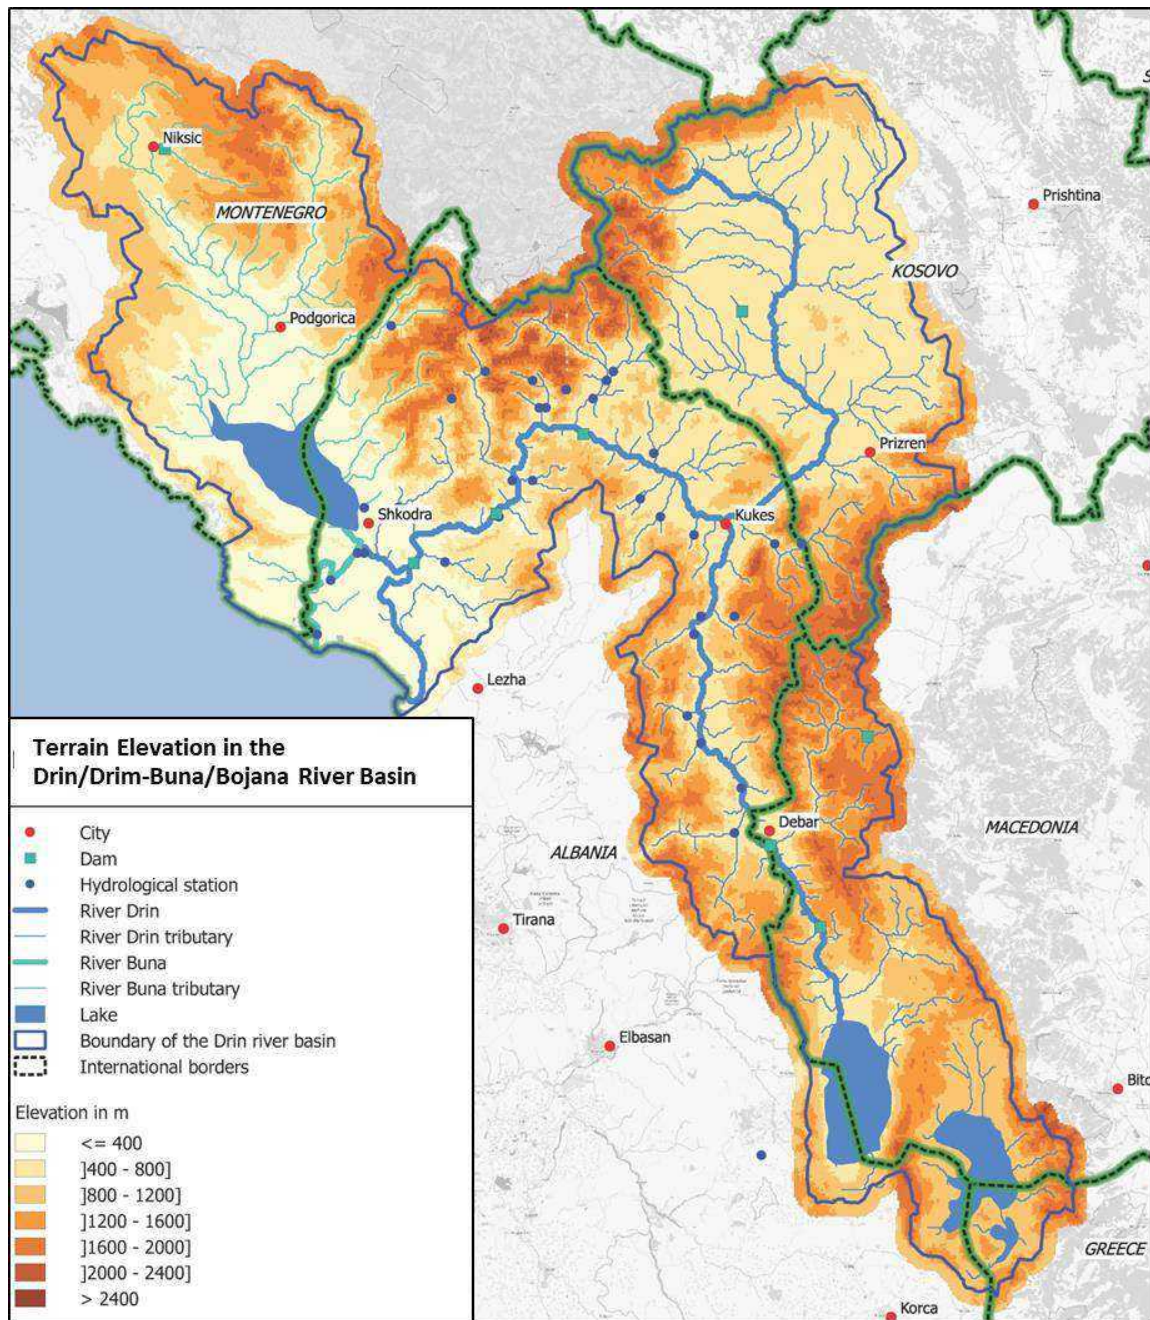 Niksic
MONTENEGRO
Prishtina
KOSOVO
Podgorica
Prizren
Shkodra
Kukes
Lezha
Debar
MACEDONIA
ALBANIA
Tirana
Elbasan
Bito
GREECE
Korca
S
Terrain Elevation in the
Drin/Drim-Buna/Bojana River Basin
City
Dam
Hydrological station
River Drin
River Drin tributary
River Buna
River Buna tributary
Lake
Boundary of the Drin river basin
International borders
Elevation in m
<= 400
]400 - 800]
]800 - 1200]
]1200 - 1600]
]1600 - 2000]
]2000 - 2400]
> 2400